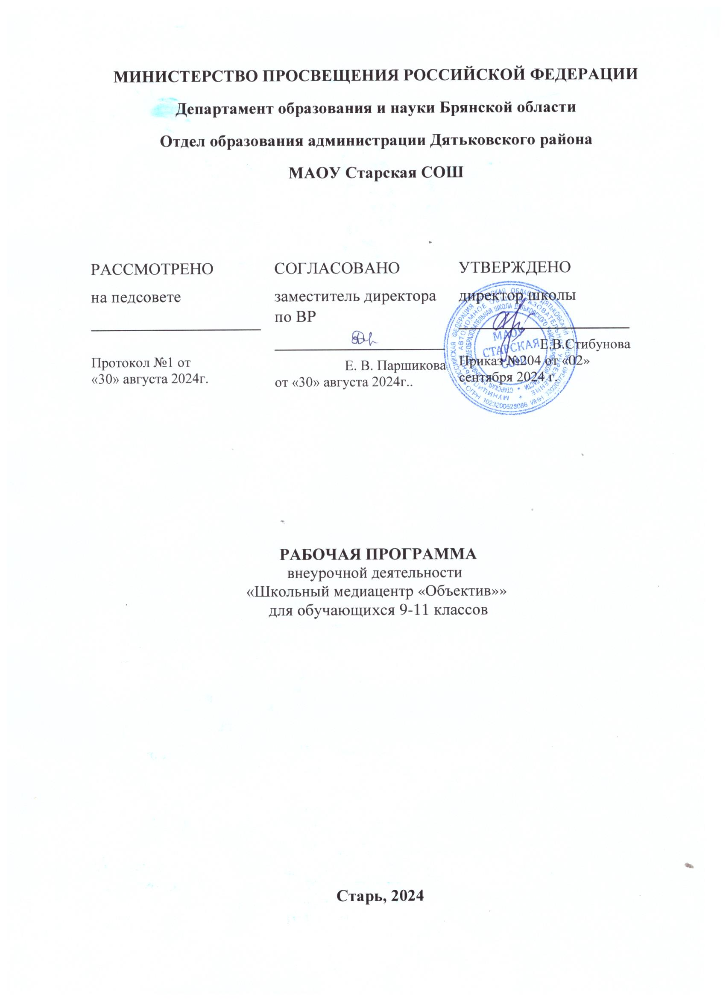 МИНИСТЕРСТВО ПРОСВЕЩЕНИЯ РОССИЙСКОЙ ФЕДЕРАЦИИ
Департамент образования и науки Брянской области
Отдел образования администрации Дятьковского района
МАОУ Старская СОШ
РАССМОТРЕНО
на педсовете
Протокол №1 от
«30» августа 2024г.
СОГЛАСОВАНО
заместитель директора
по ВР
Е. В. Паршикова
от «30» августа 2024г..
УТВЕРЖДЕНО
директор школы
Е.В.Стибунова
Приказ №204 от «02»
сентября 2024 г.
МАОУ
СТАРСКАЯ
СОШ
РАБОЧАЯ ПРОГРАММА
внеурочной деятельности
«Школьный медиацентр «Объектив»»
для обучающихся 9-11 классов
Старь, 2024